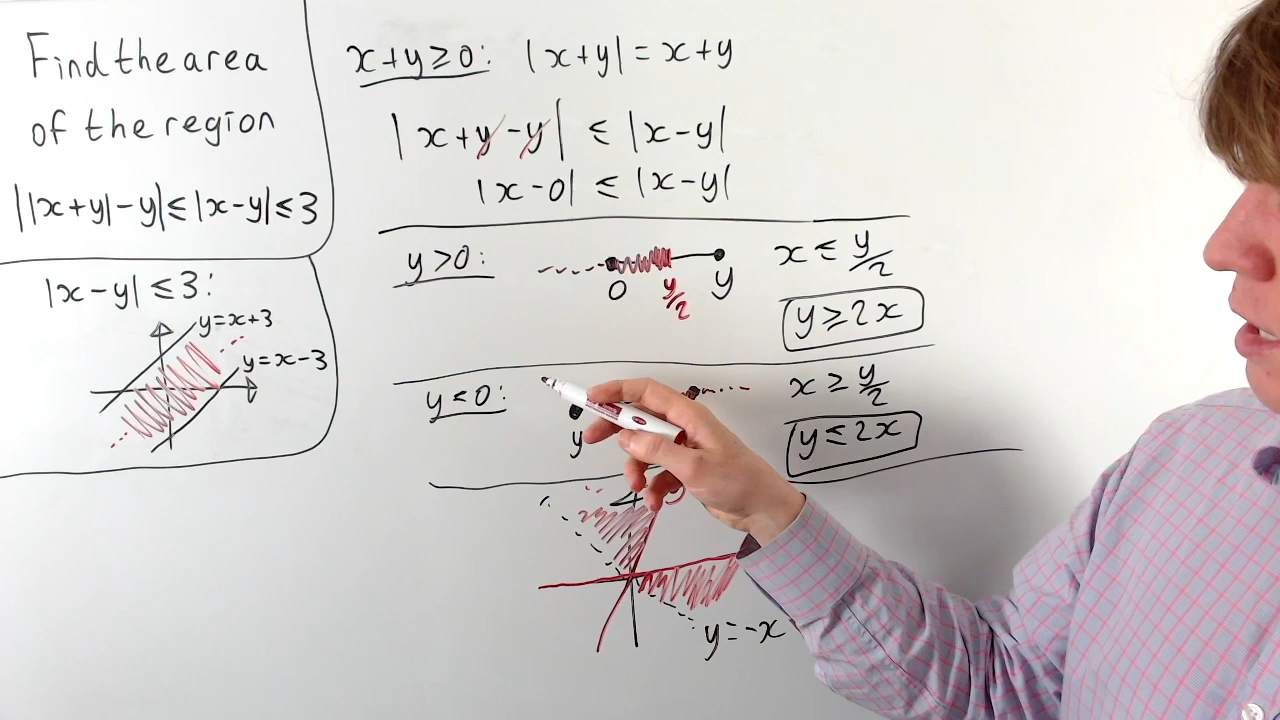 Find the area
of the region
||x+y|-y|≤|x-y|≤3
|x-y|≤3:
y=x+3
y=x-3
x+y≥0: |x+y|=x+y
|x+y-y| ≤ |x-y|
|x-0| ≤ |x-y|
y>0:
0 y/2 y
x ≤ y/2
y≥2x
y<0:
y
x ≥ y/2
y≤2x
y=-x